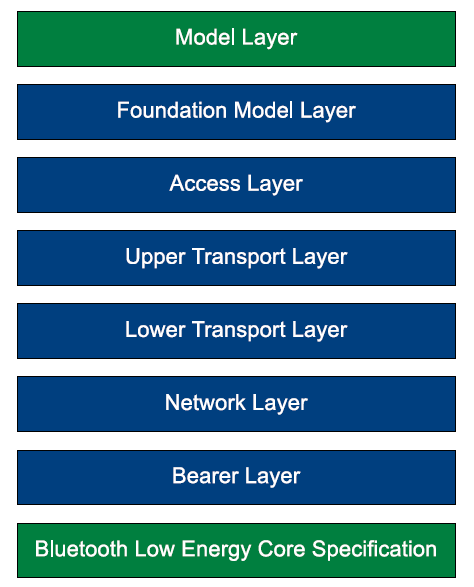 Model Layer
Foundation Model Layer
Access Layer
Upper Transport Layer
Lower Transport Layer
Network Layer
Bearer Layer
Bluetooth Low Energy Core Specification